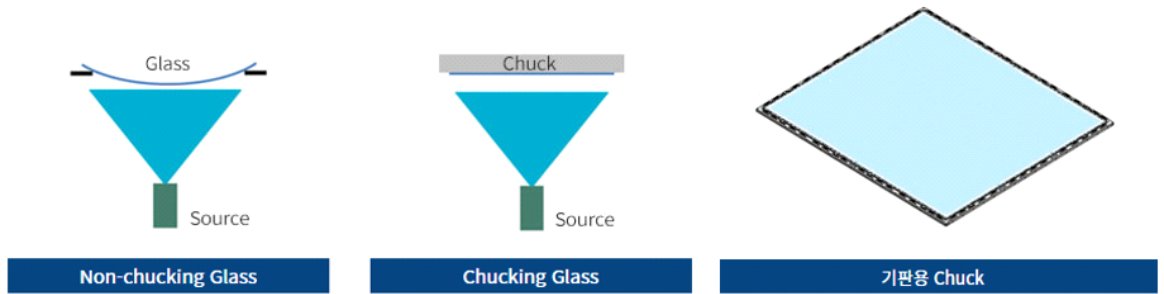 Glass
Source
Non-chucking Glass
Chuck
Source
Chucking Glass
기판용 Chuck